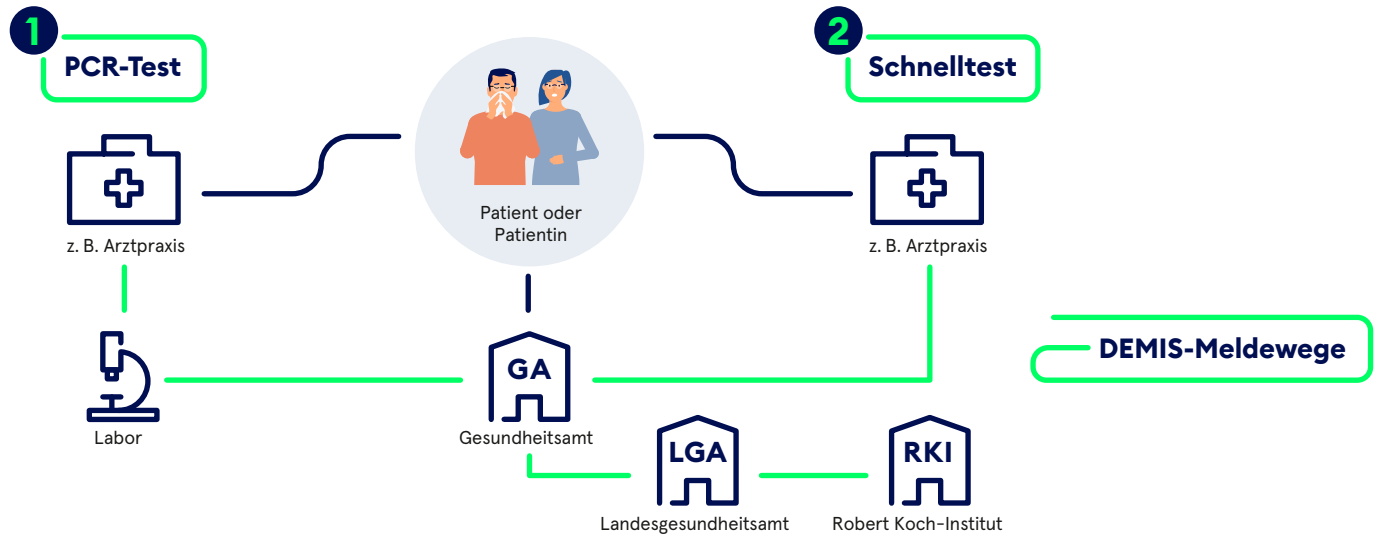 1
PCR-Test
2
Schnelltest
Patient oder
Patientin
z. B. Arztpraxis
z. B. Arztpraxis
DEMIS-Meldewege
GA
Labor
Gesundheitsamt
LGA
RKI
Landesgesundheitsamt
Robert Koch-Institut